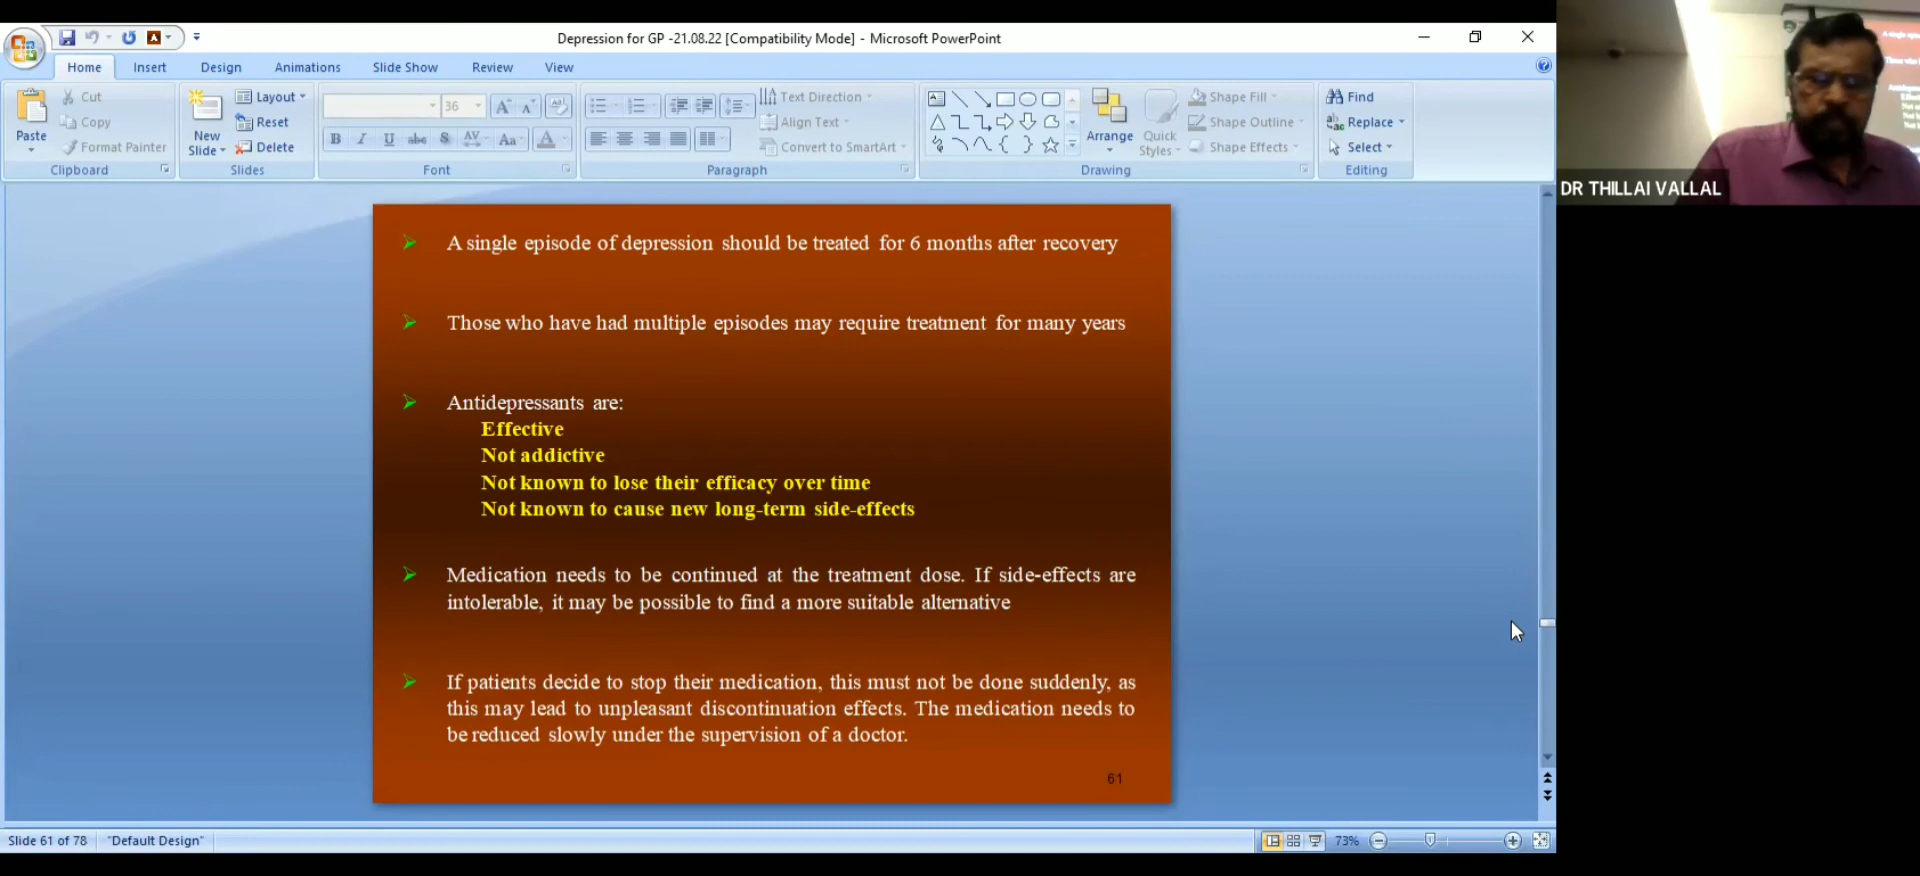 Depression for GP -21.08.22 [Compatibility Mode] - Microsoft PowerPoint
Home Insert Design Animations Slide Show Review View
Paste
Cut
Copy
Format Painter
Clipboard
New Slide
Layout
Reset
Delete
Slides
36
Font
Text Direction
Align Text
Convert to SmartArt
Paragraph
Arrange
Quick Styles
Shape Fill
Shape Outline
Shape Effects
Drawing
Find
Replace
Select
Editing
DR THILLAI VALLAL
A single episode of depression should be treated for 6 months after recovery
Those who have had multiple episodes may require treatment for many years
Antidepressants are:
Effective
Not addictive
Not known to lose their efficacy over time
Not known to cause new long-term side-effects
Medication needs to be continued at the treatment dose. If side-effects are
intolerable, it may be possible to find a more suitable alternative
If patients decide to stop their medication, this must not be done suddenly, as
this may lead to unpleasant discontinuation effects. The medication needs to
be reduced slowly under the supervision of a doctor.
61
Slide 61 of 78 "Default Design" 73%